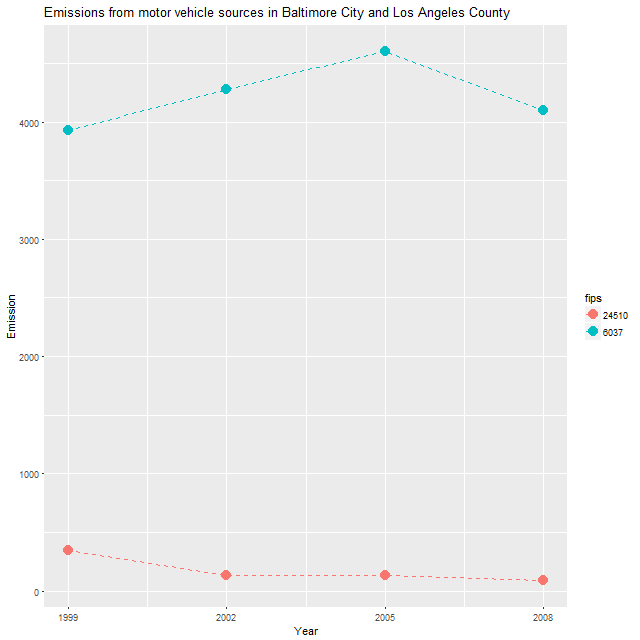 Emissions from motor vehicle sources in Baltimore City and Los Angeles County
Emission
4000
3000
2000
1000
0
1999
2002
2005
2008
Year
fips
24510
6037